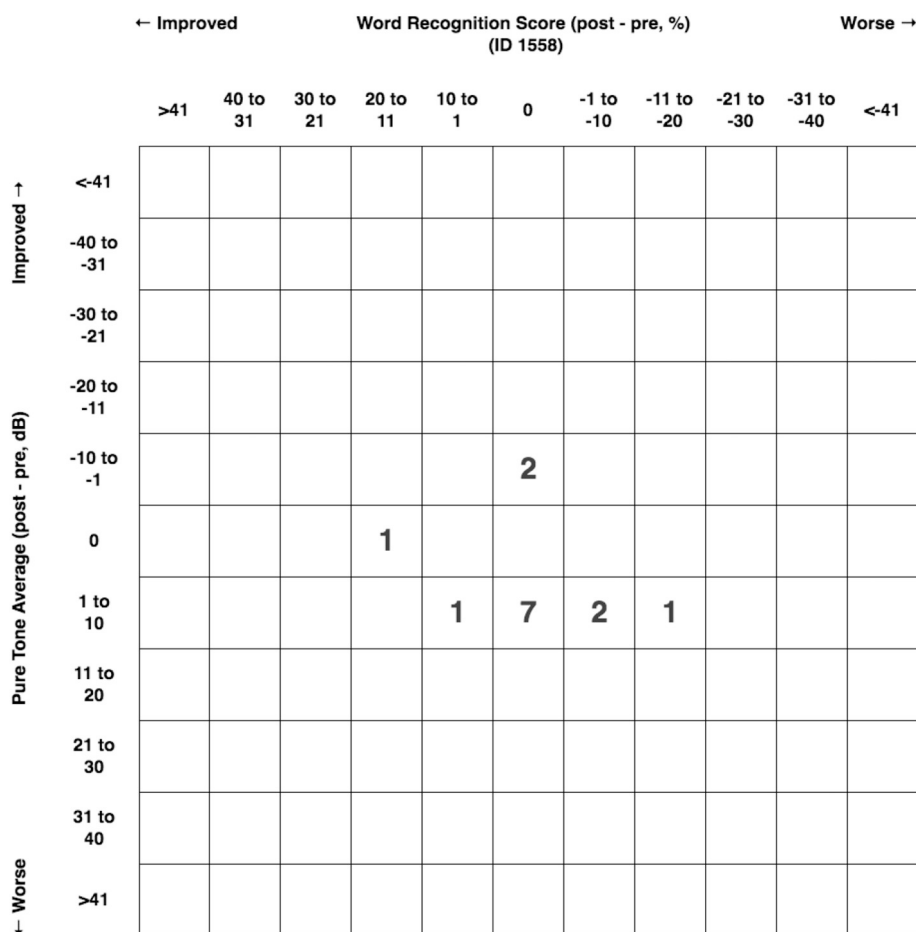 ← Improved Word Recognition Score (post - pre, %) Worse →
(ID 1558)
>41 40 to 31 30 to 21 20 to 11 10 to 1 0 -1 to -10 -11 to -20 -21 to -30 -31 to -40 <-41
Improved →
Pure Tone Average (post - pre, dB)
← Worse
<-41
-40 to
-31
-30 to
-21
-20 to
-11
-10 to
-1
2
0
1
1 to
10
1 7 2 1
11 to
20
21 to
30
31 to
40
>41